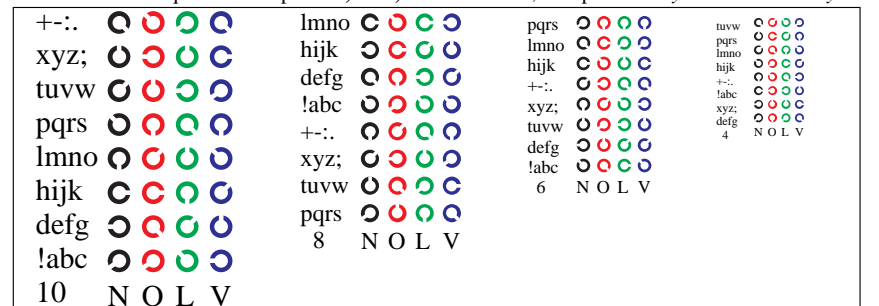 +-:.
xyz;
tuvw
pqrs
lmno
hijk
defg
!abc
10 N O L V
lmno
hijk
defg
!abc
+-:.
xyz;
tuvw
pqrs
8 N O L V
pqrs
lmno
hijk
+-:.
xyz;
tuvw
defg
!abc
6 N O L V
tuvw
pqrs
lmno
hijk
+-:.
!abc
xyz;
defg
4 N O L V